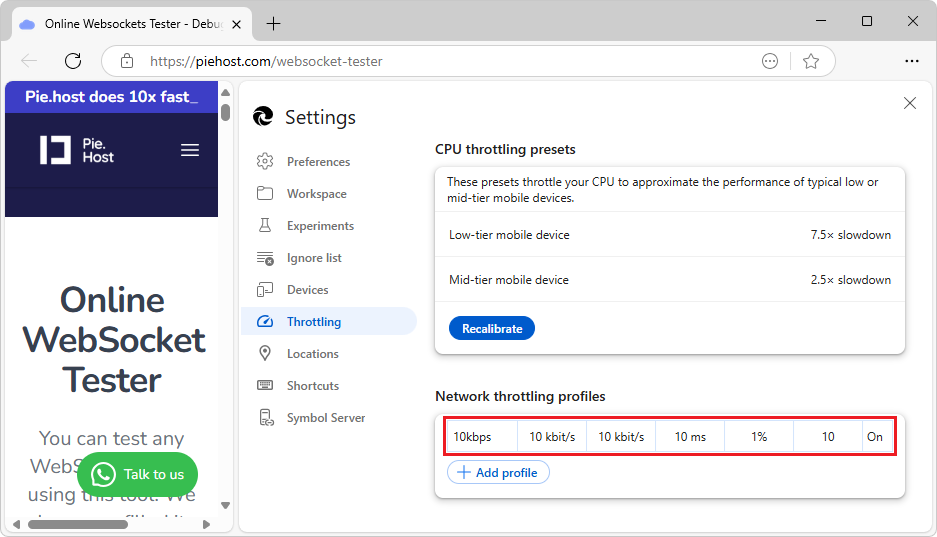 Online Websockets Tester - Debu
https://piehost.com/websocket-tester
Pie.host does 10x fast_
Pie.
Host
Online
WebSocket
Tester
You can test any
Talk to us
using this tool. We
Settings
Preferences
Workspace
Experiments
Ignore list
Devices
Throttling
Locations
Shortcuts
Symbol Server
CPU throttling presets
These presets throttle your CPU to approximate the performance of typical low or
mid-tier mobile devices.
Low-tier mobile device 7.5× slowdown
Mid-tier mobile device 2.5× slowdown
Recalibrate
Network throttling profiles
10kbps 10 kbit/s 10 kbit/s 10 ms 1% 10 On
Add profile